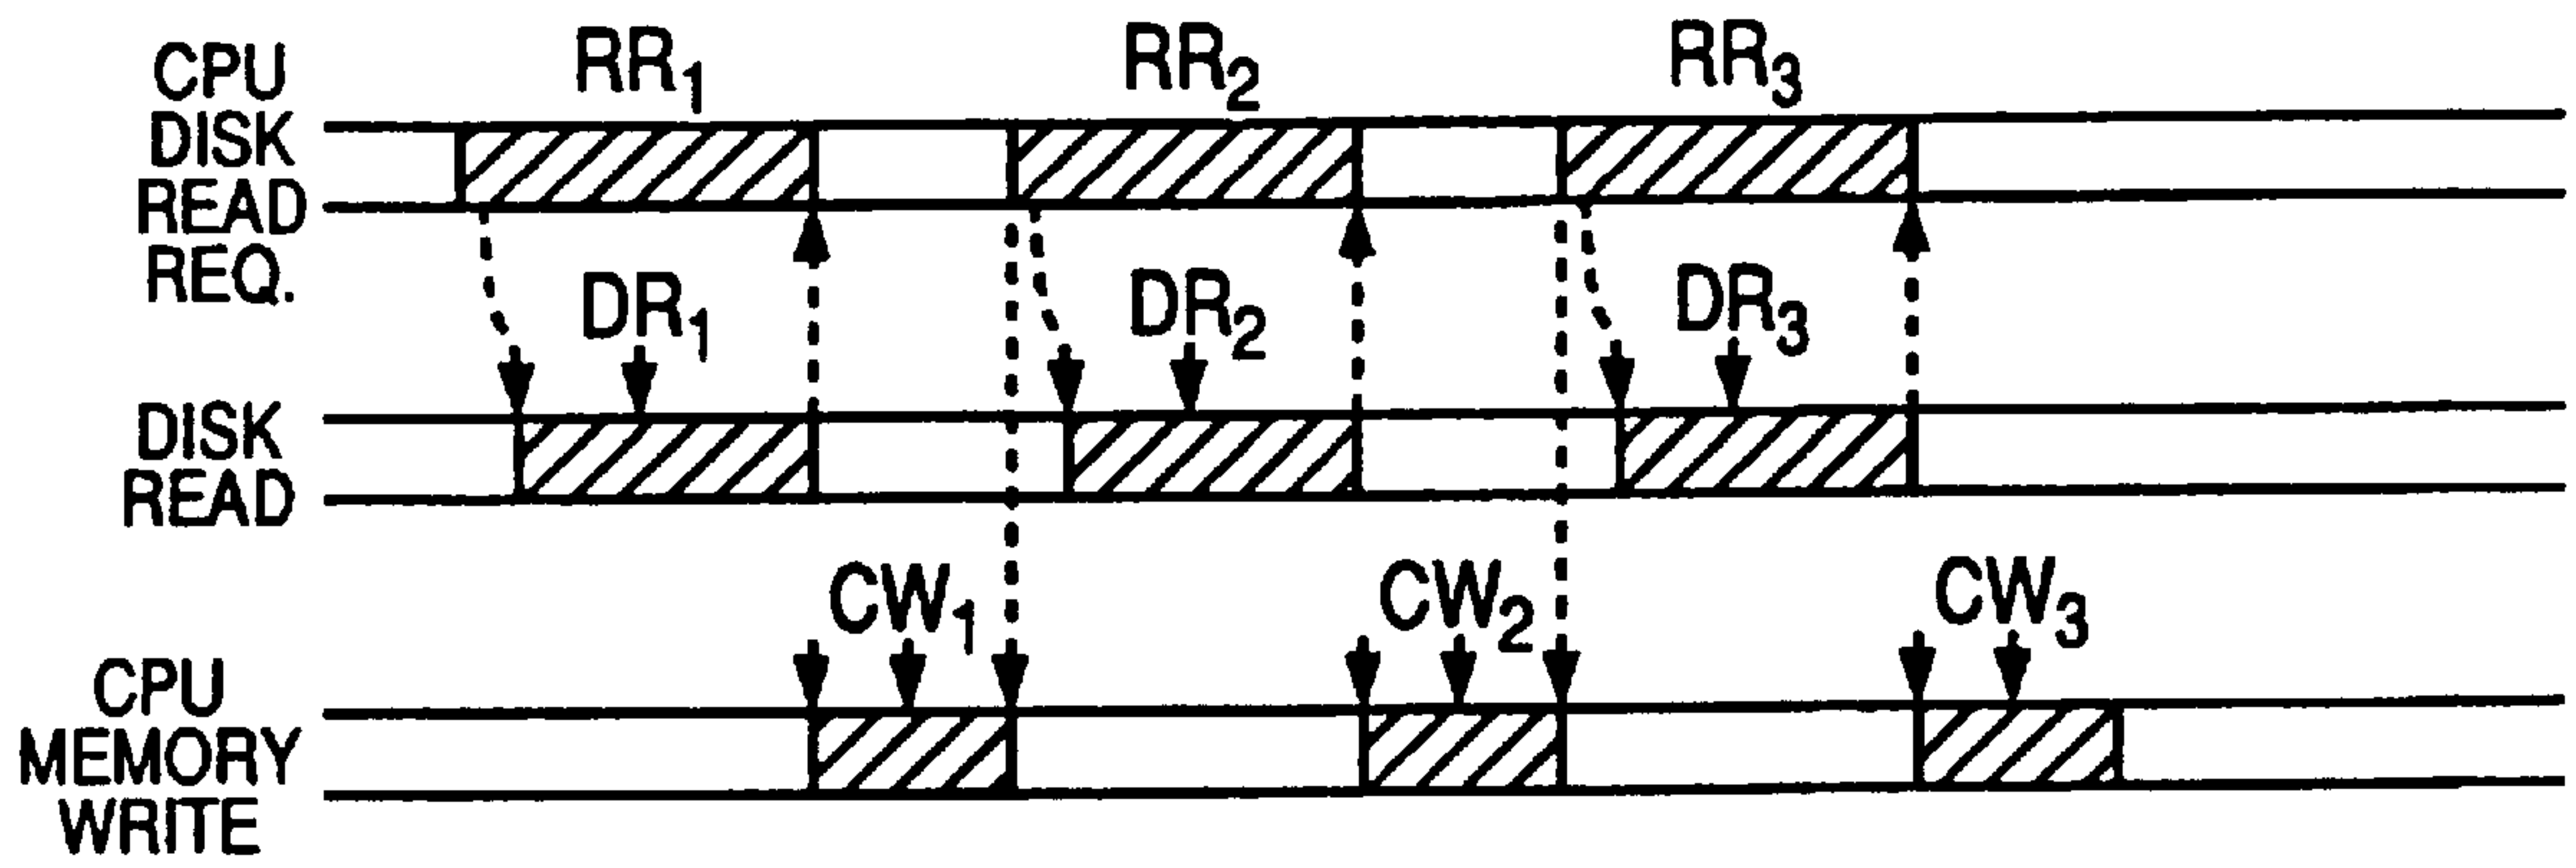 CPU
DISK
READ
REQ.
RR1
RR2
RR3
DR1
DR2
DR3
DISK
READ
CW1
CW2
CW3
CPU
MEMORY
WRITE